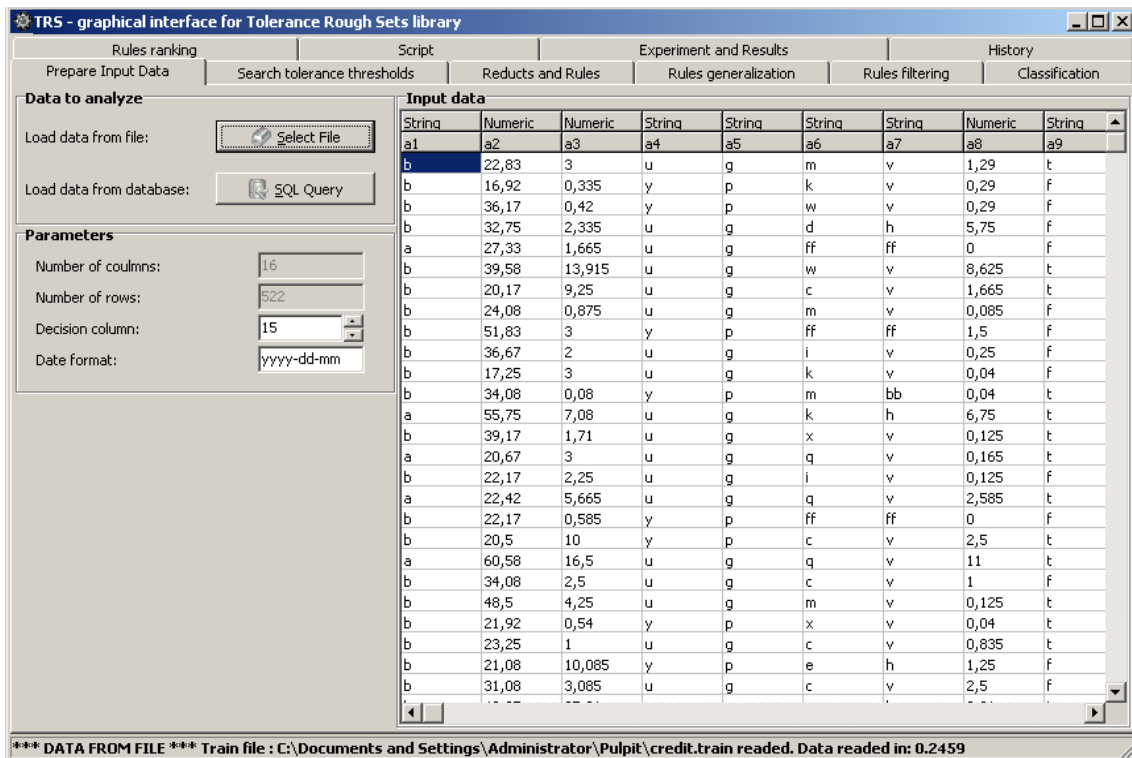 TRS - graphical interface for Tolerance Rough Sets library
Rules ranking Script Experiment and Results History
Prepare Input Data Search tolerance thresholds Reducts and Rules Rules generalization Rules filtering Classification
Data to analyze
Load data from file: Select File
Load data from database: SQL Query
Parameters
Number of coulmns: 16
Number of rows: 522
Decision column: 15
Date format: yyyy-dd-mm
Input data
String Numeric Numeric String String String String Numeric String
a1 a2 a3 a4 a5 a6 a7 a8 a9
b 22,83 3 u g m v 1,29 t
b 16,92 0,335 y p k v 0,29 f
b 36,17 0,42 y p w v 0,29 f
b 32,75 2,335 u g d h 5,75 f
a 27,33 1,665 u g ff ff 0 f
b 39,58 13,915 u g w v 8,625 t
b 20,17 9,25 u g c v 1,665 t
b 24,08 0,875 u g m v 0,085 f
b 51,83 3 y p ff ff 1,5 f
b 36,67 2 u g i v 0,25 f
b 17,25 3 u g k v 0,04 f
b 34,08 0,08 y p m bb 0,04 t
a 55,75 7,08 u g k h 6,75 t
b 39,17 1,71 u g x v 0,125 t
a 20,67 3 u g q v 0,165 t
b 22,17 2,25 u g i v 0,125 f
a 22,42 5,665 u g q v 2,585 t
b 22,17 0,585 y p ff ff 0 f
b 20,5 10 y p c v 2,5 t
a 60,58 16,5 u g q v 11 t
b 34,08 2,5 u g c v 1 f
b 48,5 4,25 u g m v 0,125 t
b 21,92 0,54 y p x v 0,04 t
b 23,25 1 u g c v 0,835 t
b 21,08 10,085 y p e h 1,25 f
b 31,08 3,085 u g c v 2,5 f
*** DATA FROM FILE *** Train file : C:\Documents and Settings\Administrator\Pulpit\credit.train readed. Data readed in: 0.2459